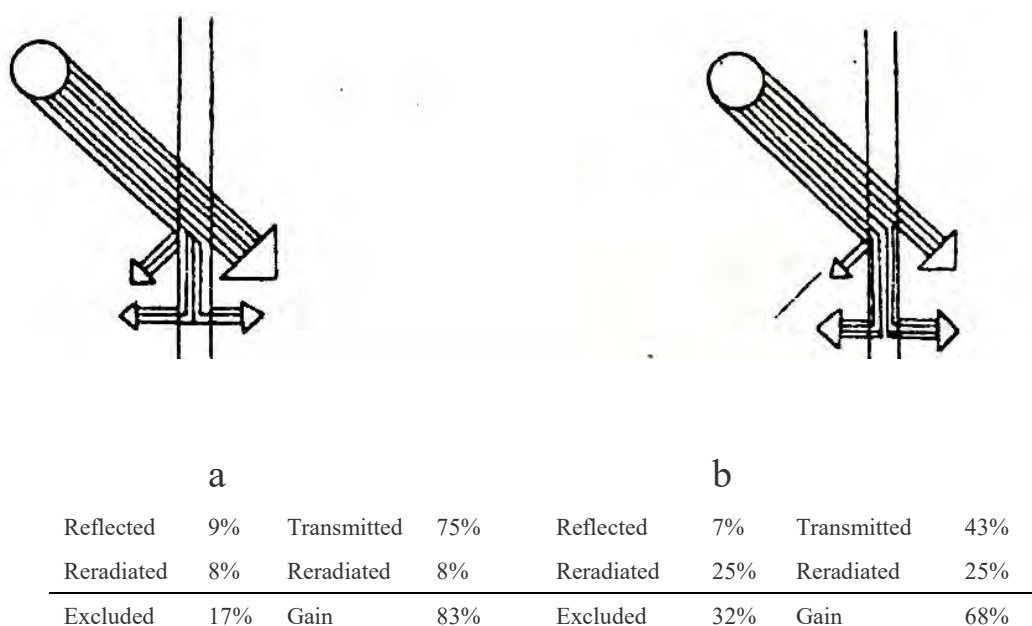 a b
Reflected 9% Transmitted 75% Reflected 7% Transmitted 43%
Reradiated 8% Reradiated 8% Reradiated 25% Reradiated 25%
Excluded 17% Gain 83% Excluded 32% Gain 68%